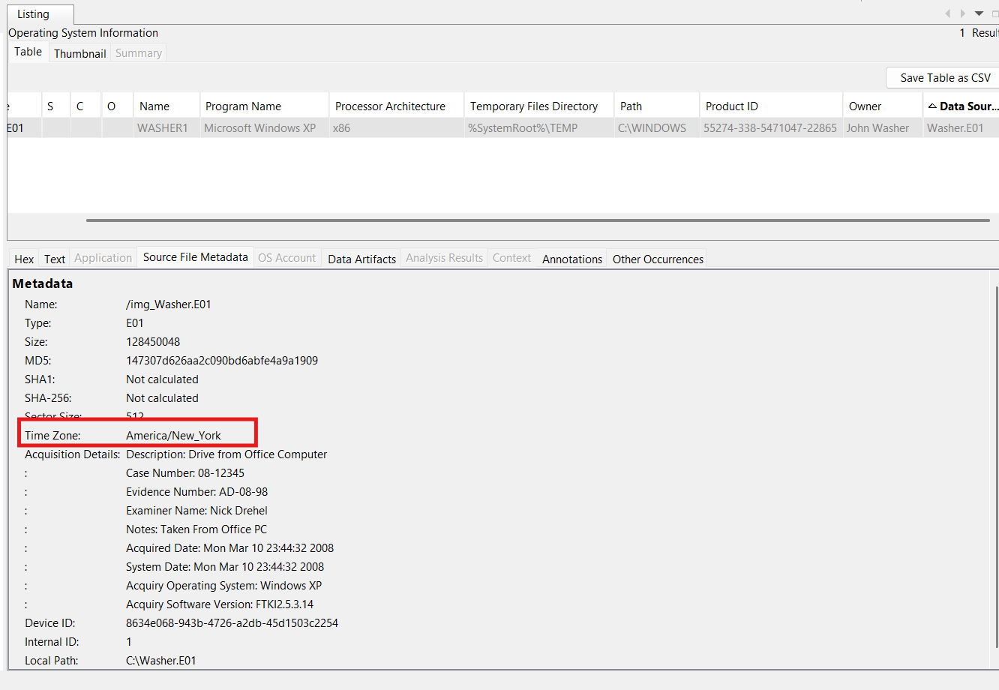 Listing
Operating System Information 1 Result
Table Thumbnail Summary
Save Table as CSV
e S C O Name Program Name Processor Architecture Temporary Files Directory Path Product ID Owner Data Sour...
E01 WASHER1 Microsoft Windows XP x86 %SystemRoot%\TEMP C:\WINDOWS 55274-338-5471047-22865 John Washer Washer.E01
Hex Text Application Source File Metadata OS Account Data Artifacts Analysis Results Context Annotations Other Occurrences
Metadata
Name: /img_Washer.E01
Type: E01
Size: 128450048
MD5: 147307d626aa2c090bd6abfe4a9a1909
SHA1: Not calculated
SHA-256: Not calculated
Sector Size: 512
Time Zone: America/New_York
Acquisition Details: Description: Drive from Office Computer
: Case Number: 08-12345
: Evidence Number: AD-08-98
: Examiner Name: Nick Drehel
: Notes: Taken From Office PC
: Acquired Date: Mon Mar 10 23:44:32 2008
: System Date: Mon Mar 10 23:44:32 2008
: Acquiry Operating System: Windows XP
: Acquiry Software Version: FTKI2.5.3.14
Device ID: 8634e068-943b-4726-a2db-45d1503c2254
Internal ID: 1
Local Path: C:\Washer.E01